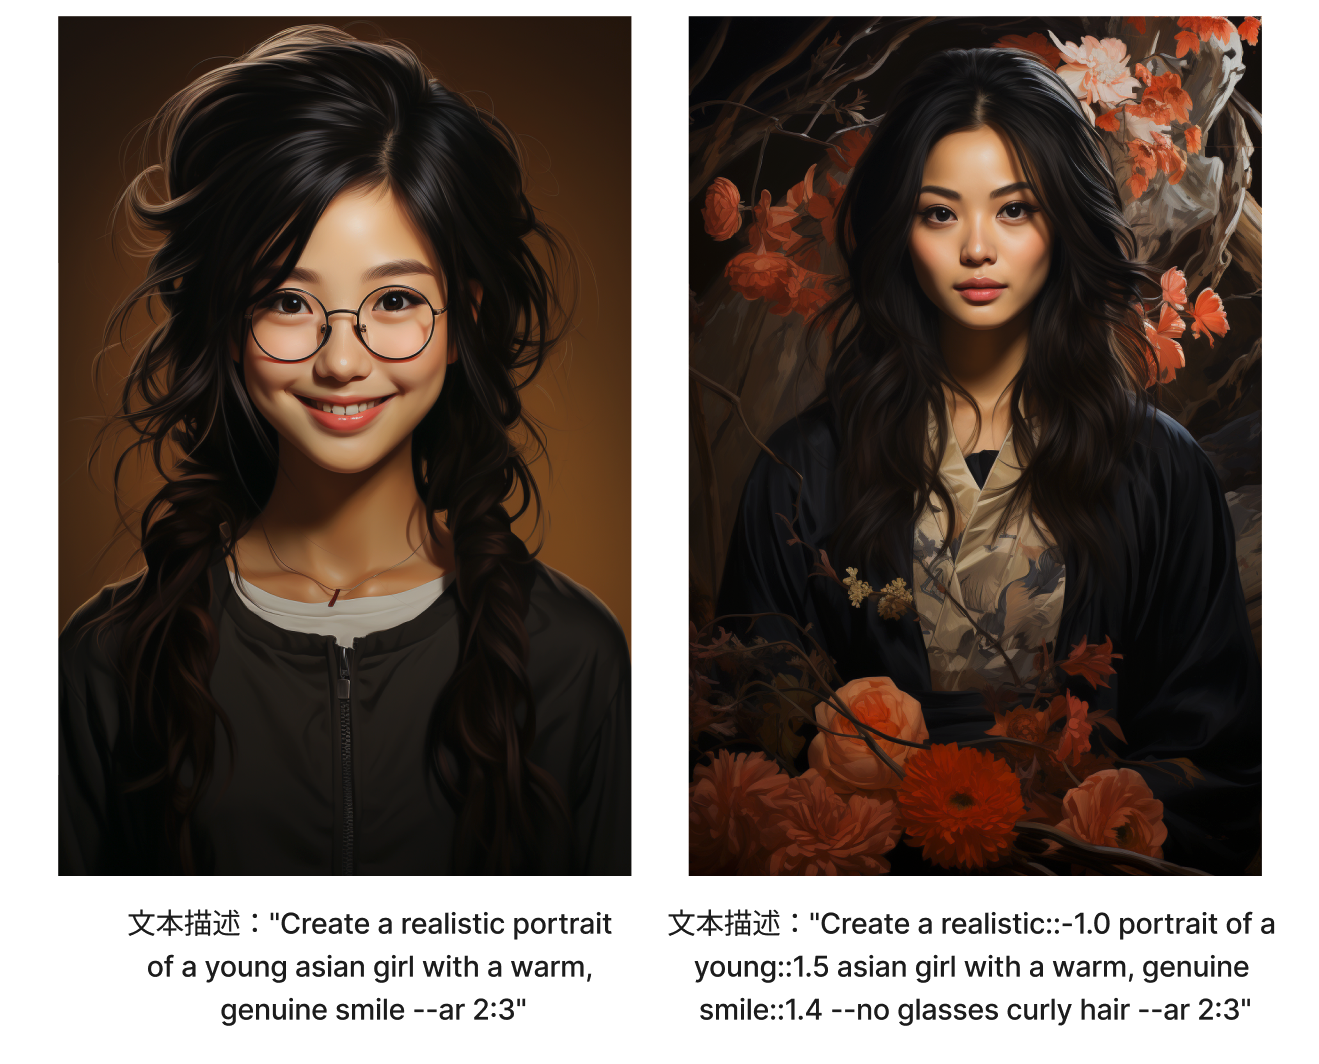 文本描述："Create a realistic portrait
of a young asian girl with a warm,
genuine smile --ar 2:3"
文本描述："Create a realistic::-1.0 portrait of a
young::1.5 asian girl with a warm, genuine
smile::1.4 --no glasses curly hair --ar 2:3"